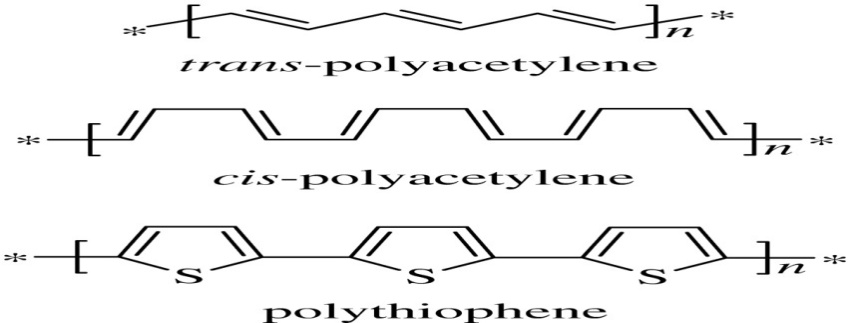 * [ ]n *
trans-polyacetylene
* [ ]n *
cis-polyacetylene
* [ S S S ]n *
polythiophene